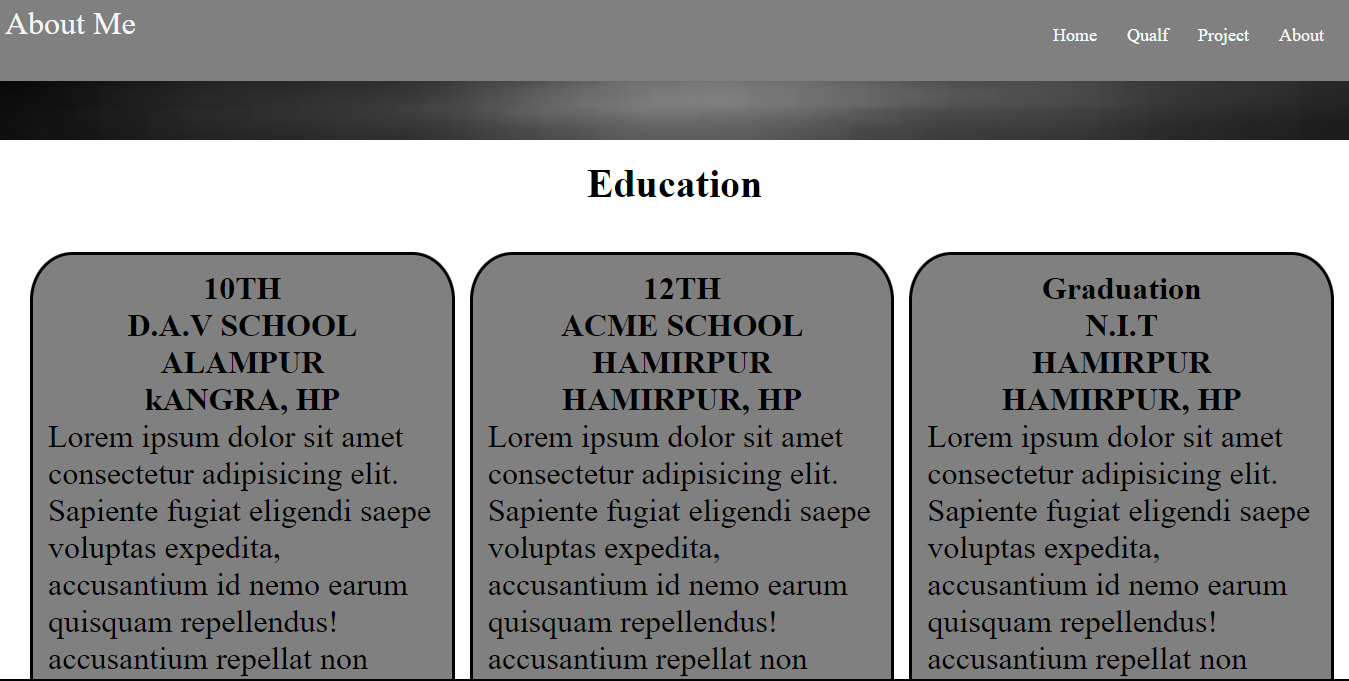 About Me
Home Qualf Project About
Education
10TH
D.A.V SCHOOL
ALAMPUR
kANGRA, HP
Lorem ipsum dolor sit amet
consectetur adipisicing elit.
Sapiente fugiat eligendi saepe
voluptas expedita,
accusantium id nemo earum
quisquam repellendus!
accusantium repellat non
12TH
ACME SCHOOL
HAMIRPUR
HAMIRPUR, HP
Lorem ipsum dolor sit amet
consectetur adipisicing elit.
Sapiente fugiat eligendi saepe
voluptas expedita,
accusantium id nemo earum
quisquam repellendus!
accusantium repellat non
Graduation
N.I.T
HAMIRPUR
HAMIRPUR, HP
Lorem ipsum dolor sit amet
consectetur adipisicing elit.
Sapiente fugiat eligendi saepe
voluptas expedita,
accusantium id nemo earum
quisquam repellendus!
accusantium repellat non